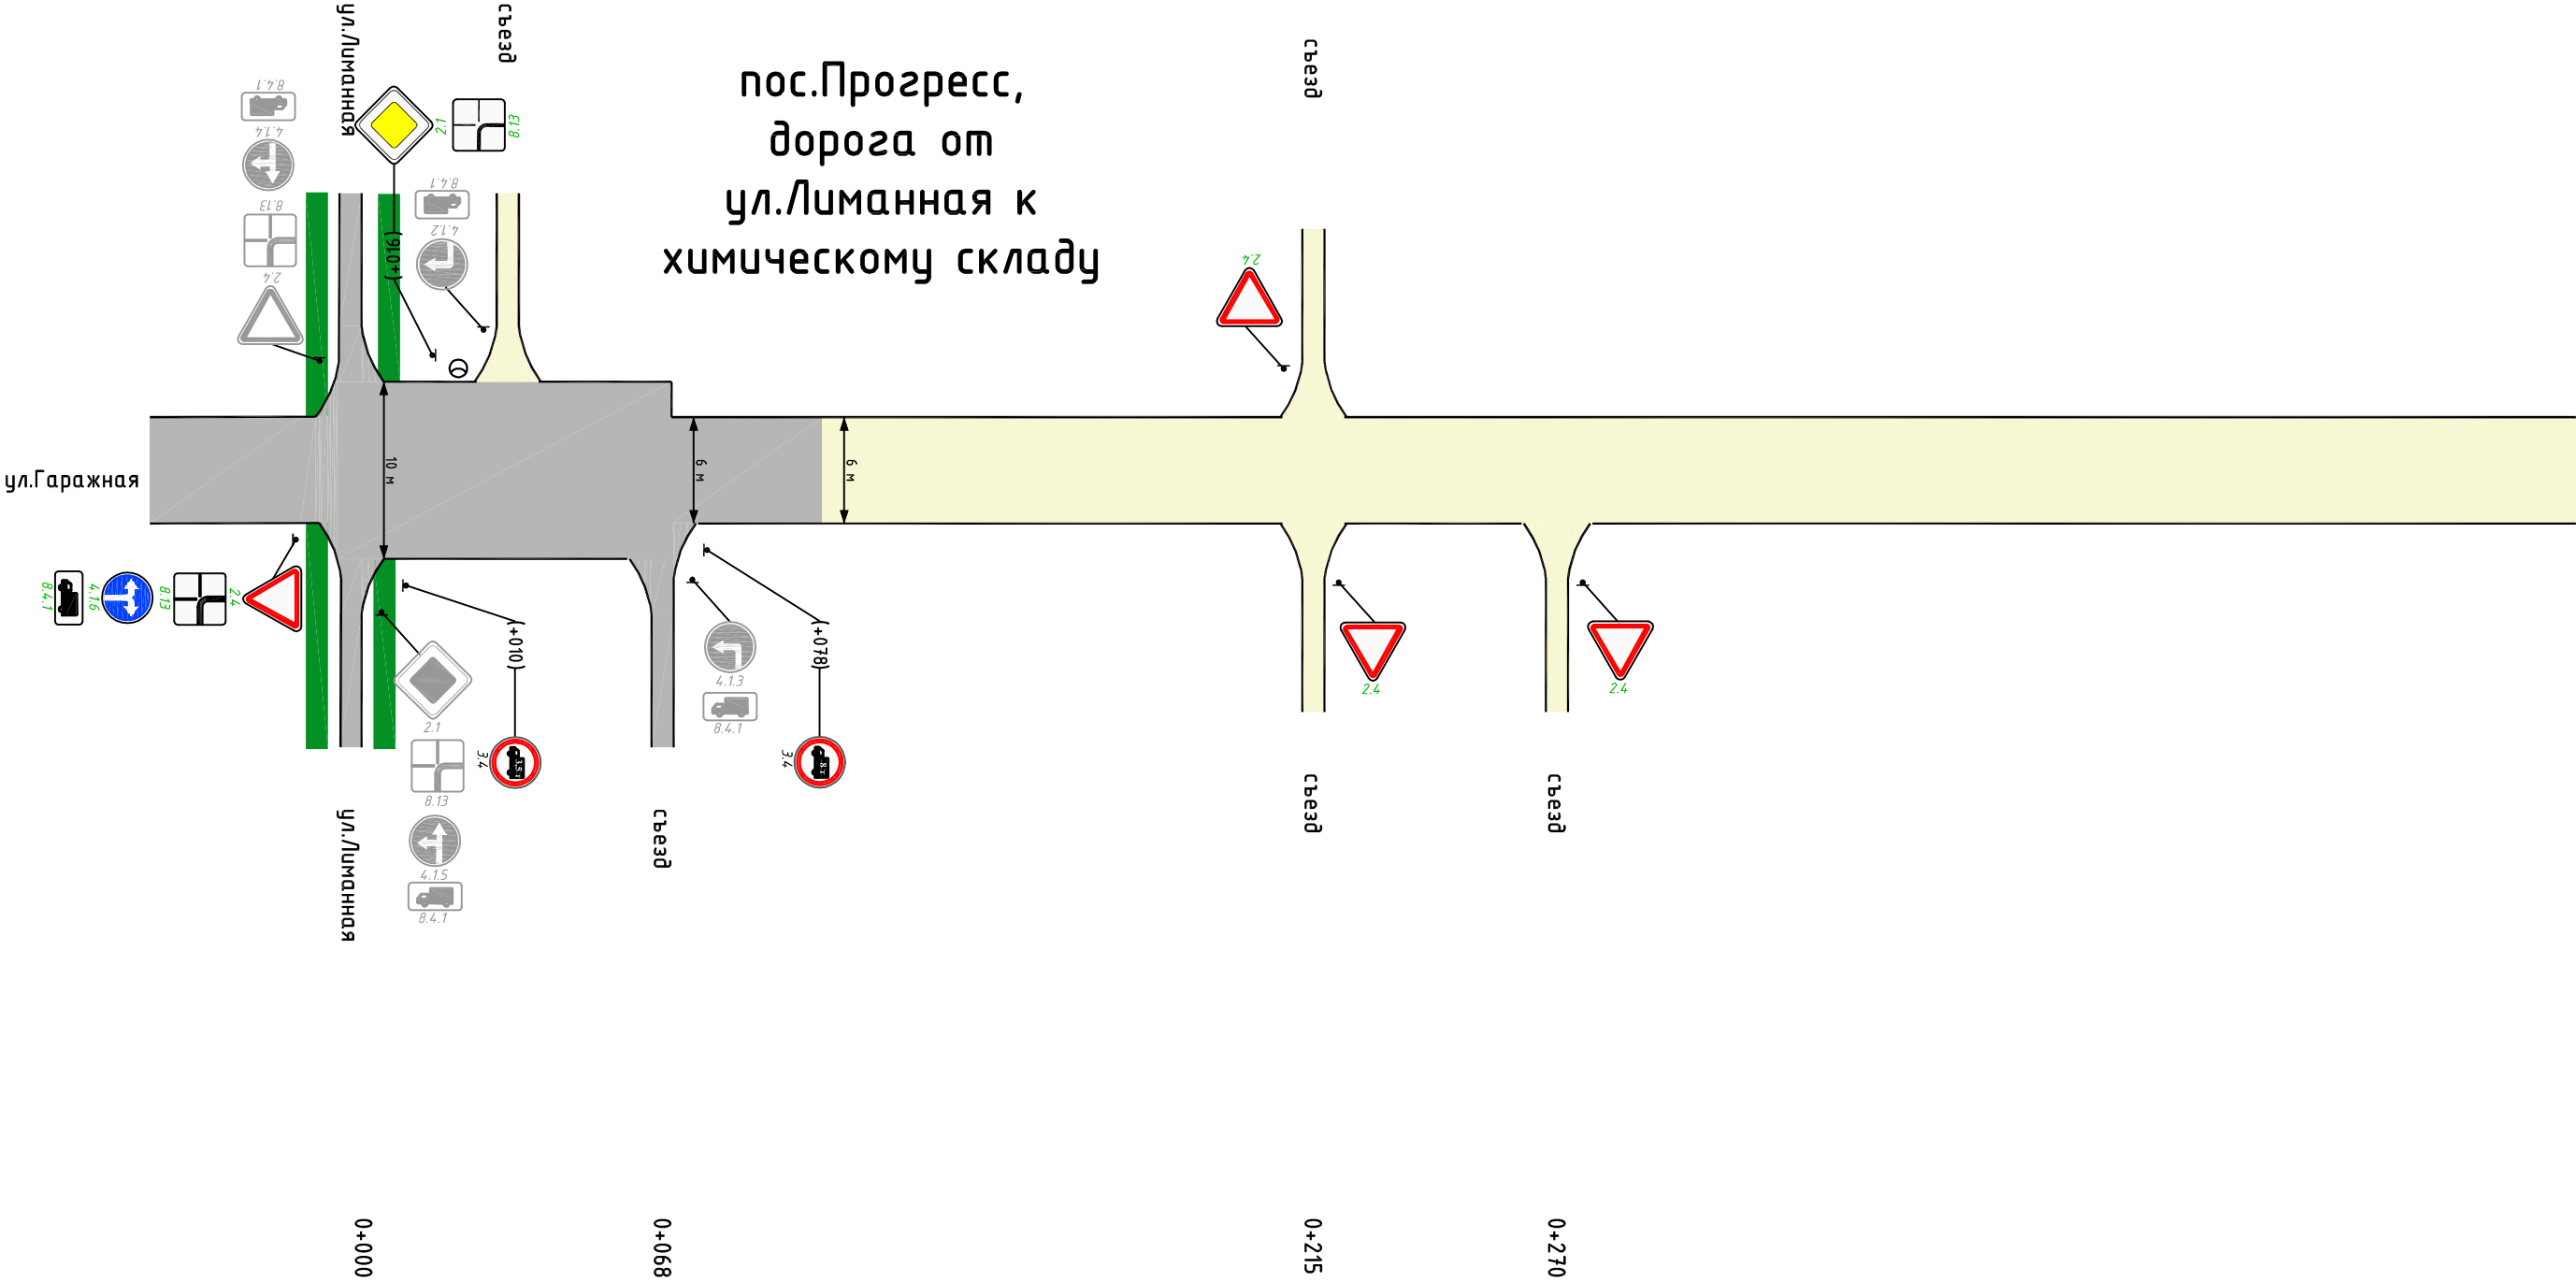 ул.Лиманная
съезд
съезд
пос.Прогресс,
дорога от
ул.Лиманная к
химическому складу
8.4.1
4.1.4
8.13
2.4
2.1
8.13
8.4.1
4.1.2
(+016)
2.4
ул.Гаражная
10 м
6 м
6 м
8.4.1
4.1.6
8.13
2.4
(+010)
3.4
3.5т
2.1
8.13
4.1.5
8.4.1
4.1.3
8.4.1
(+078)
3.4
8т
2.4
2.4
ул.Лиманная
съезд
съезд
съезд
0+000
0+068
0+215
0+270